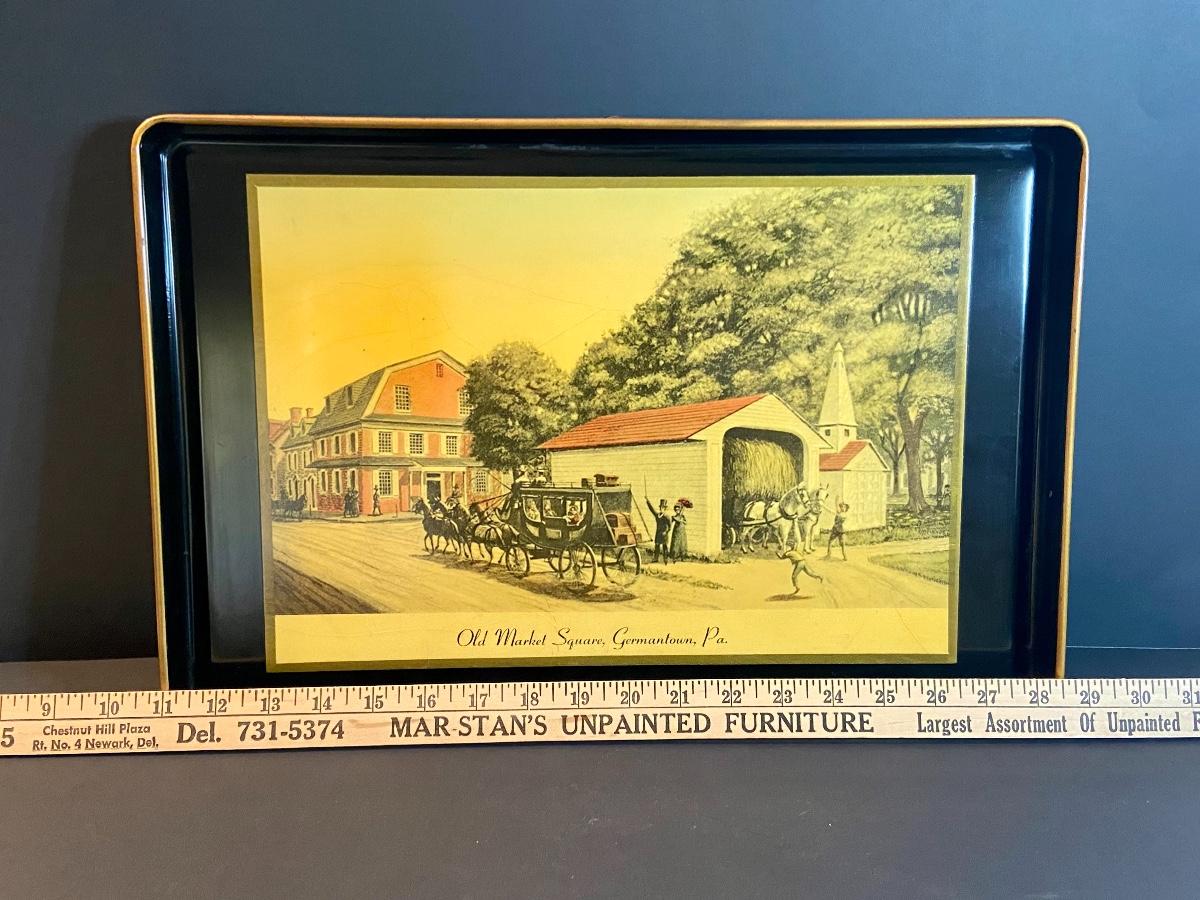 Old Market Square, Germantown, Pa.
9 10 11 12 13 14 15 16 17 18 19 20 21 22 23 24 25 26 27 28 29 30 31
5 Chestnut Hill Plaza
Rt. No. 4 Newark, Del.
Del. 731-5374 MAR-STAN'S UNPAINTED FURNITURE Largest Assortment Of Unpainted F